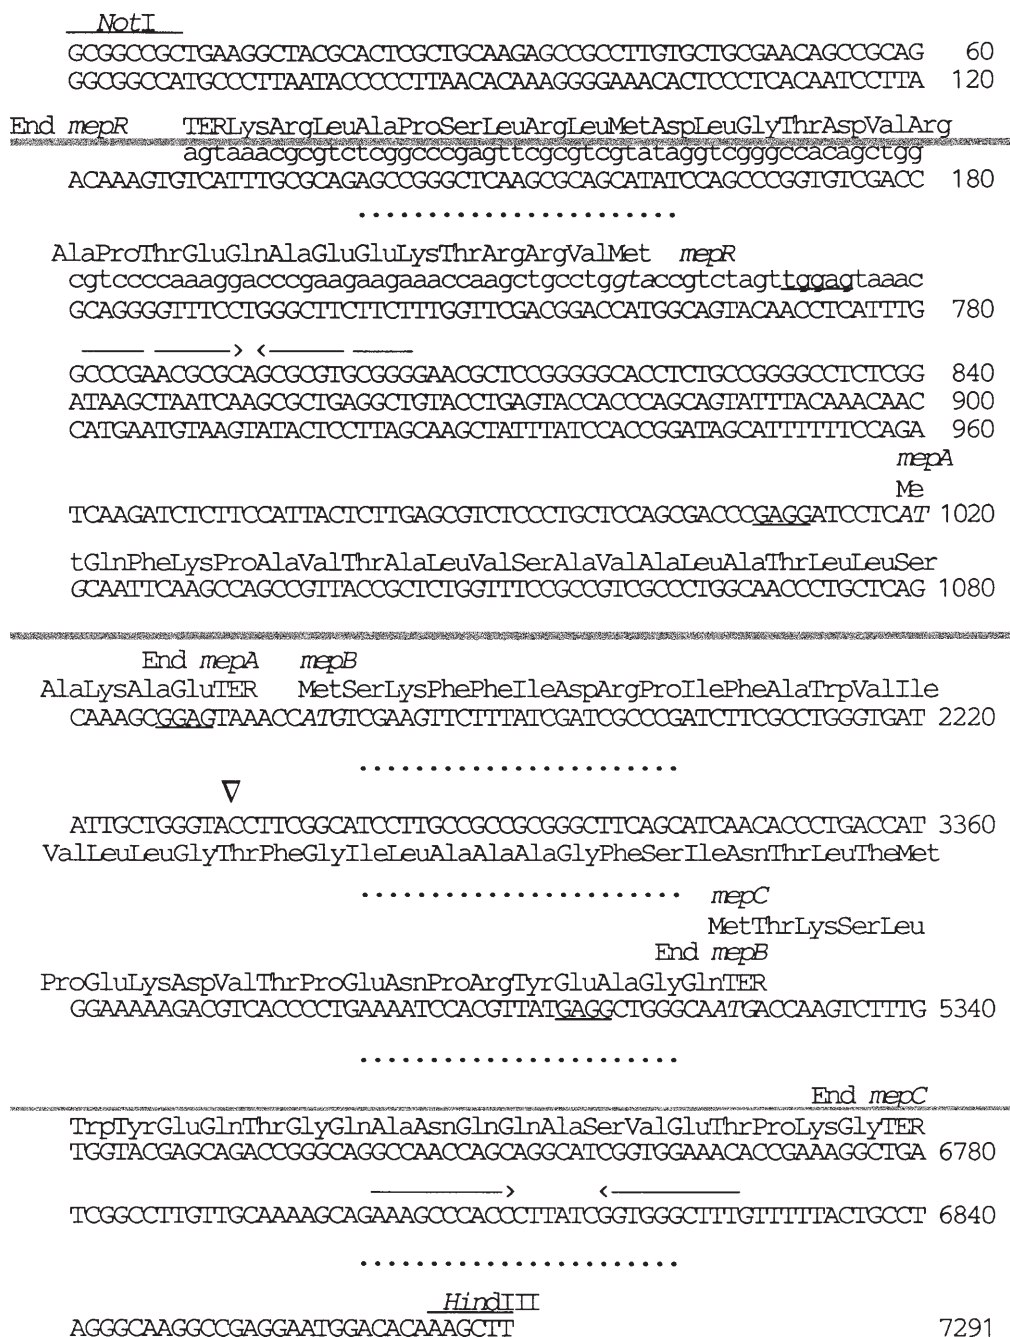 NotI
GCGGCCGCTGAAGGCTACGCACTCGCTGCAAGAGCCGCCTTGTGCTGCGAACAGCCGCAG 60
GGCGGCCATGCCCTTAATACCCCCTTAACACAAAGGGGAAACACTCCCTCACAATCCTTA 120
End mepR TERLysArgLeuAlaProSerLeuArgLeuMetAspLeuGlyThrAspValArg
agtaaacgcgtctcggcccgagttcgcgtcgtataggtcgggccacagctgg
ACAAAGTGTCATTTGCGCAGAGCCGGGCTCAAGCGCAGCATATCCAGCCCGGTGTCGACC 180
.......................
AlaProThrGluGlnAlaGluGluLysThrArgArgValMet mepR
cgtcccccaaaggacccgaagaagaaaccaagctgcctggtaccgtctagttggagtaaac
GCAGGGGTTTCCTGGGCTTCTTCTTTGGTTCGACGGACCATGGCAGTACAACCTCATTTG 780
GCCCGAACGCGCAGCGCGTGCGGGGAACGCTCCGGGGGCACCTCTGCCGGGGCCTCTCGG 840
ATAAGCTAATCAAGCGCTGAGGCTGTACCTGAGTACCACCCAGCAGTATTTACAAACAAC 900
CATGAATGTAAGTATACTCCTTAGCAAGCTATTTATCCACCGGATAGCATTTTTTCCAGA 960
mepA
Me
TCAAGATCTCTTCCATTACTCTTGAGCGTCTCCCTGCTCCAGCGACCCGAGGATCCTCAT 1020
tGlnPheLysProAlaValThrAlaLeuValSerAlaValAlaLeuAlaThrLeuLeuSer
GCAATTCAAGCCAGCCGTTACCGCTCTGGTTTCCGCCGTCGCCCTGGCAACCCTGCTCAG 1080
End mepA mepB
AlaLysAlaGluTER MetSerLysPhePheIleAspArgProIlePheAlaTrpValIle
CAAAGCGGAGTAAACCATGTCGAAGTTCTTTATCGATCGCCCGATCTTCGCCTGGGTGAT 2220
.......................
ATTGCTGGGTACCTTCGGCATCCTTGCCGCCGCGGGCTTCAGCATCAACACCCTGACCAT 3360
ValLeuLeuGlyThrPheGlyIleLeuAlaAlaAlaGlyPheSerIleAsnThrLeuTheMet
....................... mepC
MetThrLysSerLeu
End mepB
ProGluLysAspValThrProGluAsnProArgTyrGluAlaGlyGlnTER
GGAAAAAGACGTCACCCCTGAAAATCCACGTTATGAGGCTGGGCAATGACCAAGTCTTTG 5340
.......................
End mepC
TrpTyrGluGlnThrGlyGlnAlaAsnGlnGlnAlaSerValGluThrProLysGlyTER
TGGTACGAGCAGACCGGGCAGGCCAACCAGCAGGCATCGGTGGAAACACCGAAAGGCTGA 6780
TCGGCCTTGTTGCAAAAGCAGAAAGCCCACCCTTATCGGTGGGCTTTGTTTTTACTGCCT 6840
.......................
HindIII
AGGGCAAGGCCGAGGAATGGACACAAAGCTT 7291